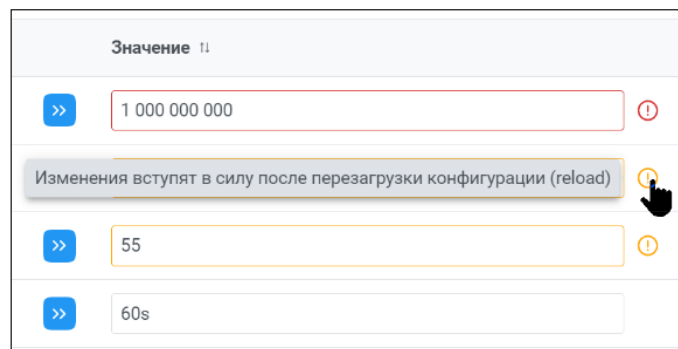 Значение ↑↓
1 000 000 000
Изменения вступят в силу после перезагрузки конфигурации (reload)
55
60s